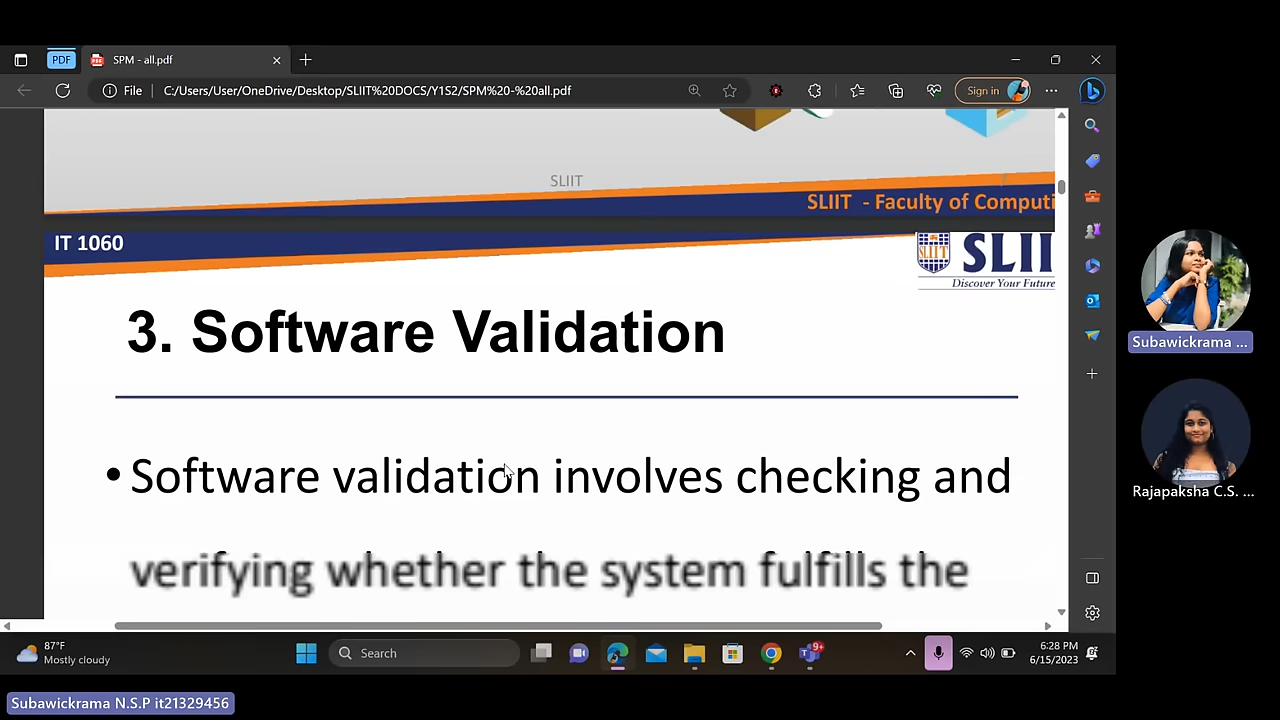 PDF
SPM - all.pdf
File
C:/Users/User/OneDrive/Desktop/SLIIT%20DOCS/Y1S2/SPM%20-%20all.pdf
Sign in
SLIIT
SLIIT - Faculty of Computi
IT 1060
SLIIT
SLII
Discover Your Future
3. Software Validation
• Software validation involves checking and
verifying whether the system fulfills the
Subawickrama ...
Rajapaksha C.S. ...
87°F
Mostly cloudy
Search
9+
6:28 PM
6/15/2023
Subawickrama N.S.P it21329456